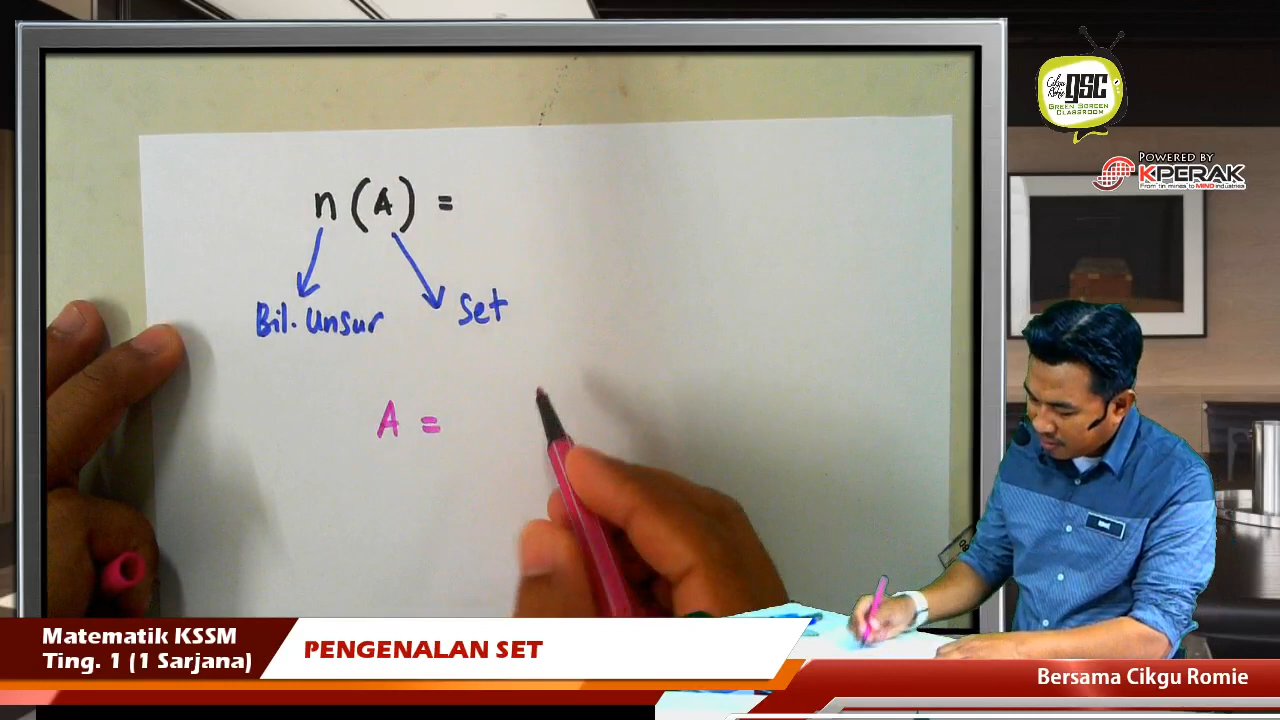 n (A) =
Bil. Unsur
Set
A =
Cikgu Romie gsc
GREEN SCREEN
CLASSROOM
POWERED BY
KPERAK
From tin mines to MIND industries
Matematik KSSM
Ting. 1 (1 Sarjana)
PENGENALAN SET
Bersama Cikgu Romie